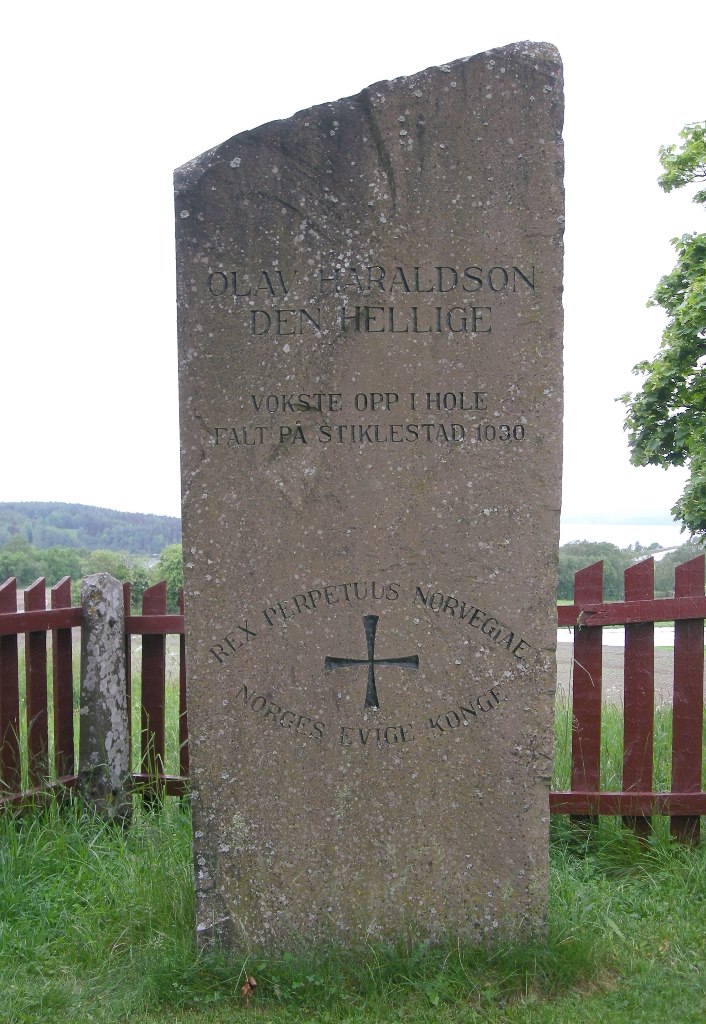 OLAV HARALDSON
DEN HELLIGE
VOKSTE OPP I HOLE
FALT PÅ STIKLESTAD 1030
REX PERPETUUS NORVEGIAE
NORGES EVIGE KONGE